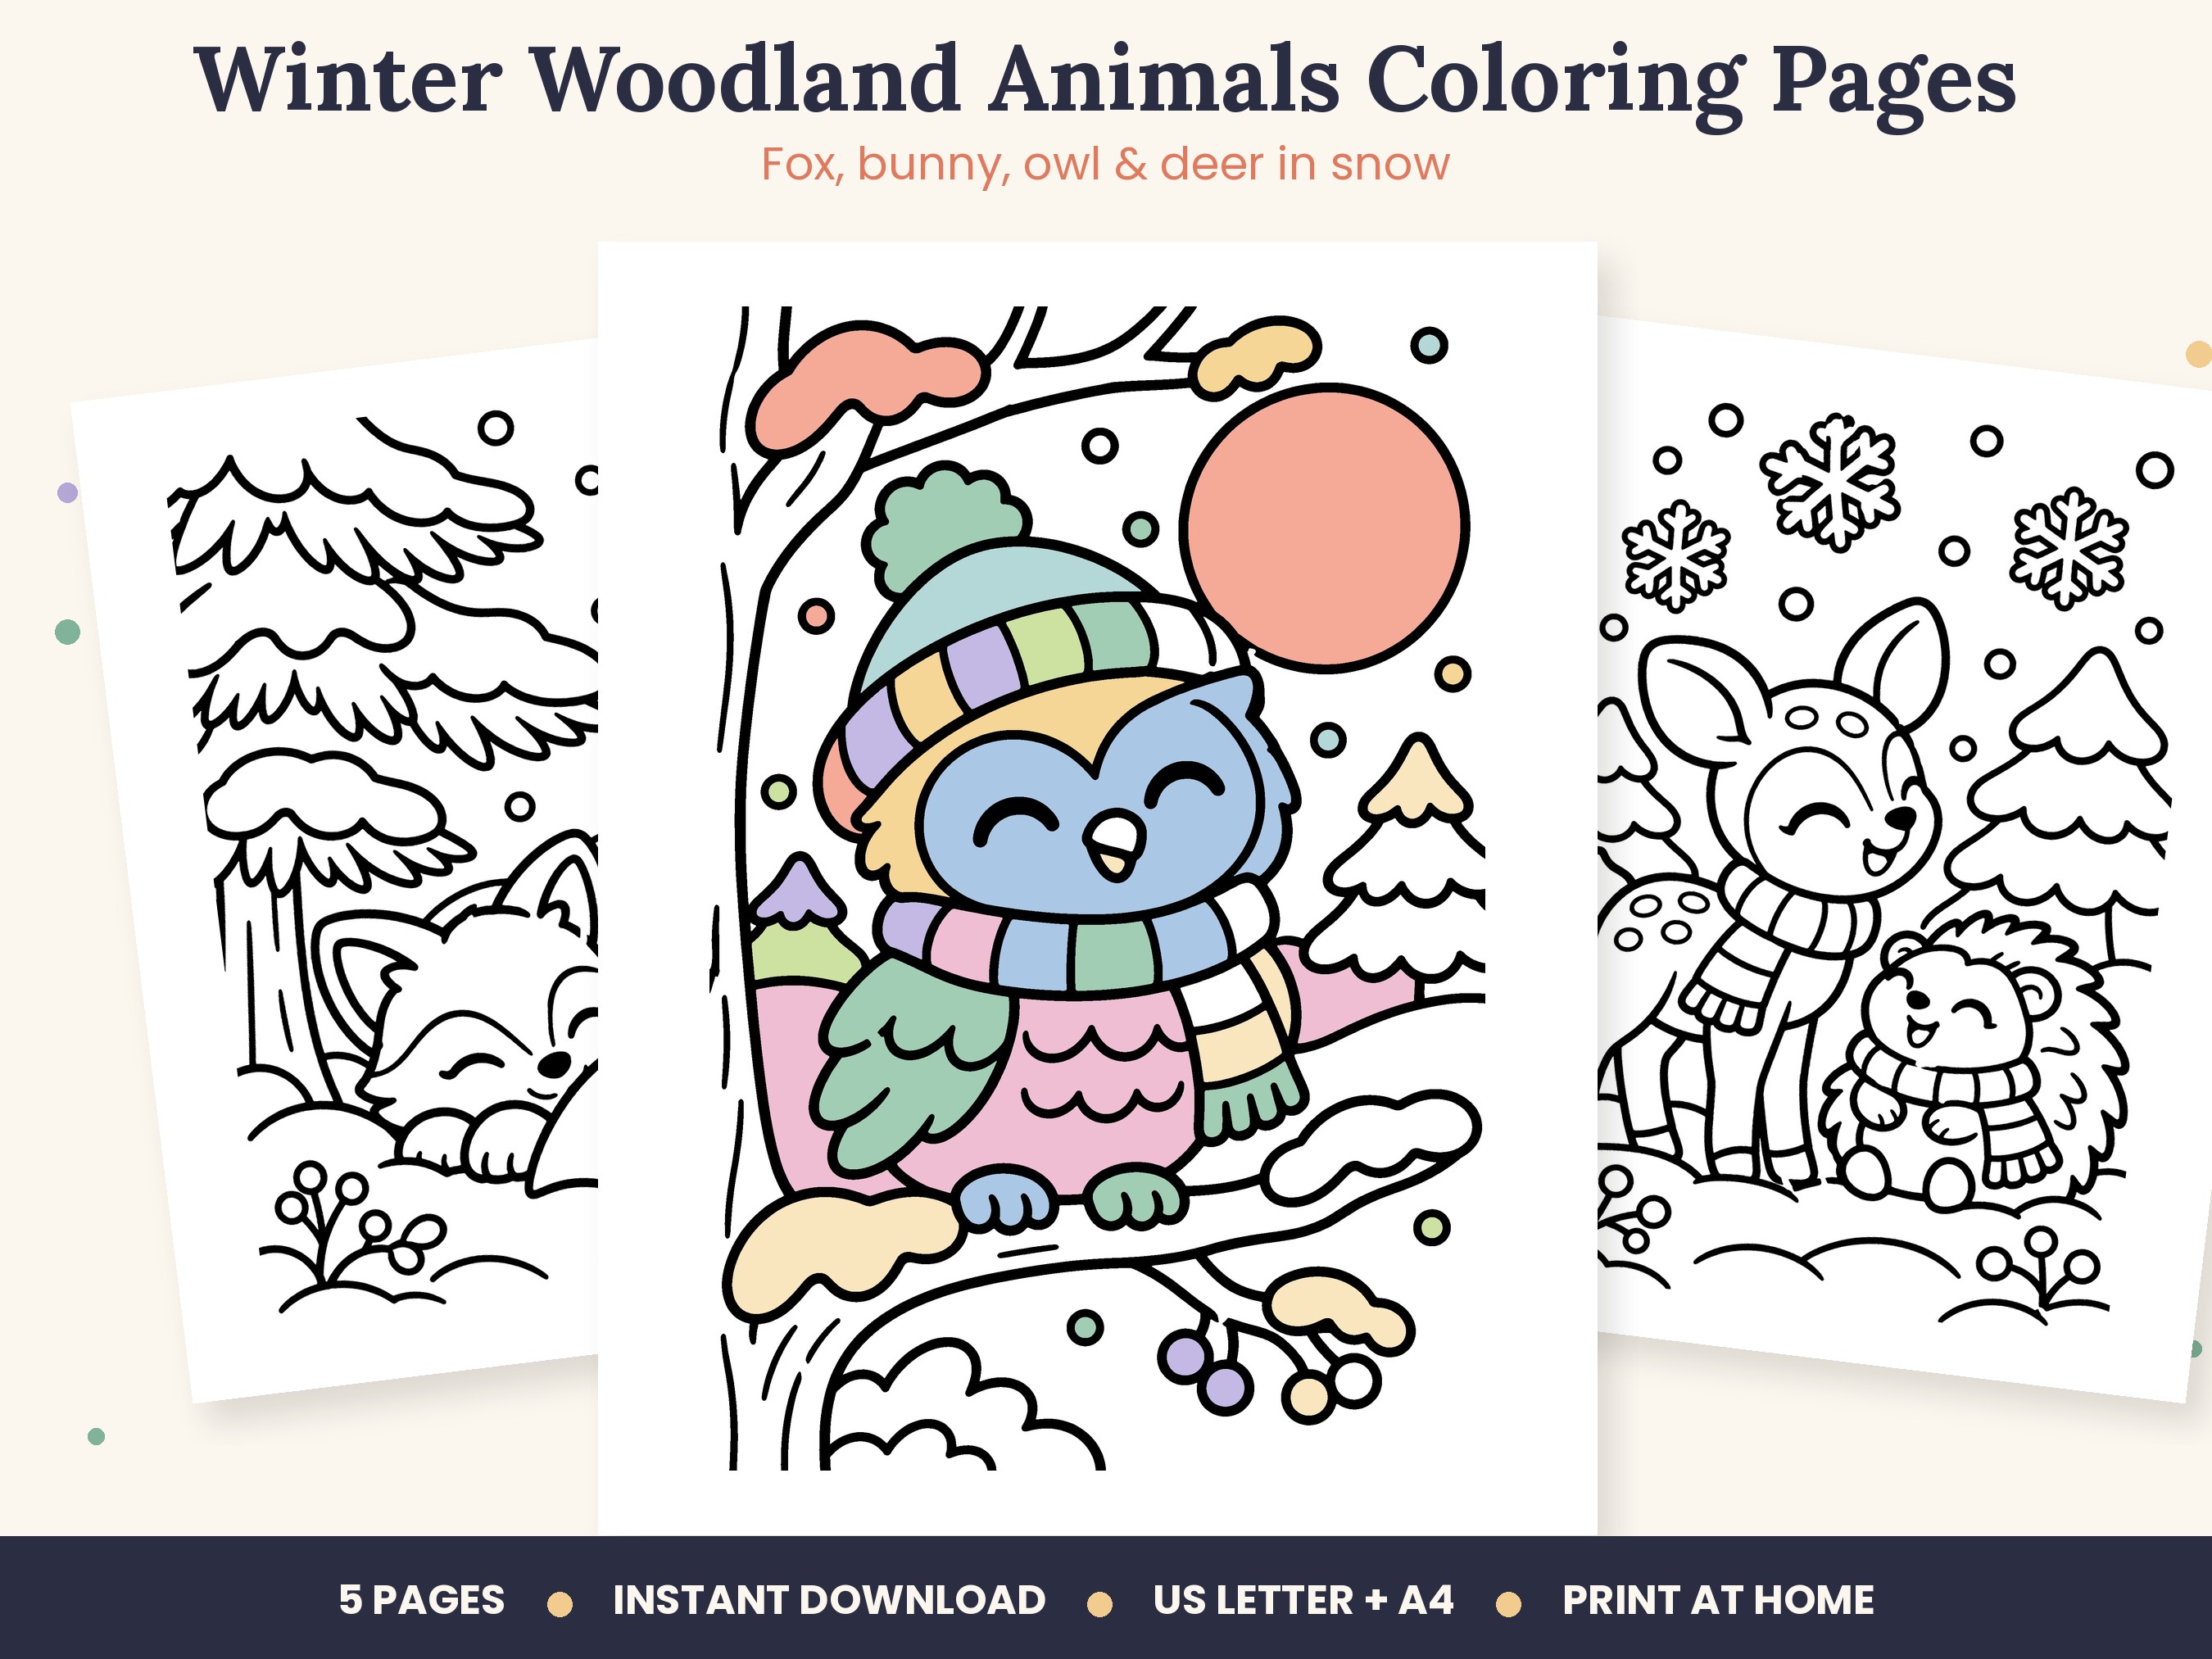 Winter Woodland Animals Coloring Pages
Fox, bunny, owl & deer in snow
5 PAGES ● INSTANT DOWNLOAD ● US LETTER + A4 ● PRINT AT HOME